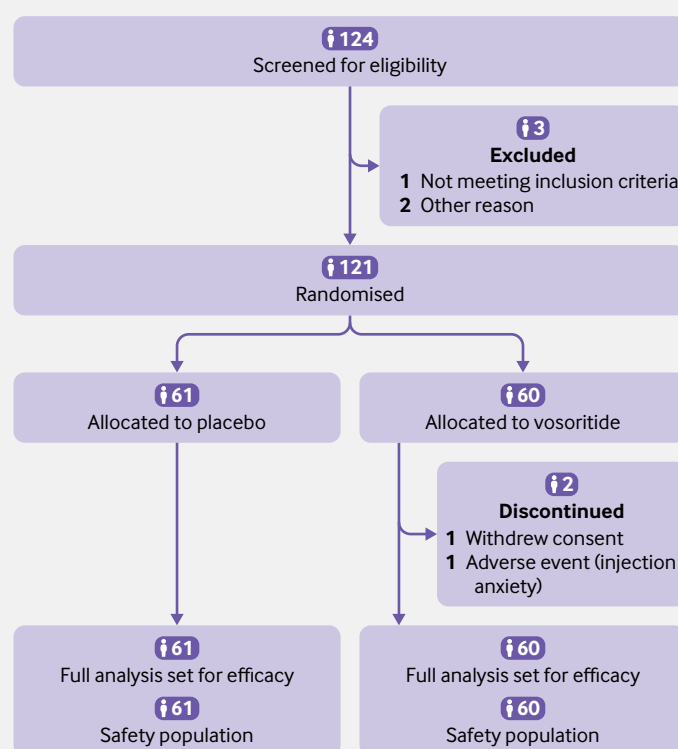 124
Screened for eligibility
3
Excluded
1 Not meeting inclusion criteria
2 Other reason
121
Randomised
61
Allocated to placebo
60
Allocated to vosoritide
2
Discontinued
1 Withdrew consent
1 Adverse event (injection
anxiety)
61
Full analysis set for efficacy
61
Safety population
60
Full analysis set for efficacy
60
Safety population